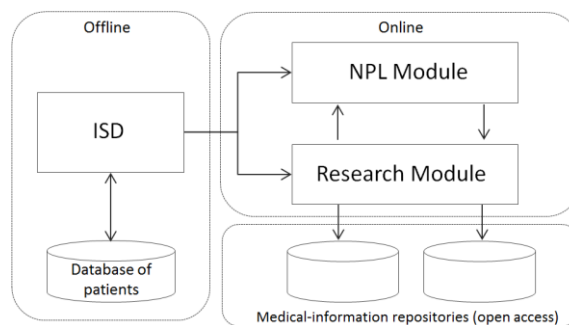 Offline
Online
NPL Module
ISD
Research Module
Database of
patients
Medical-information repositories (open access)